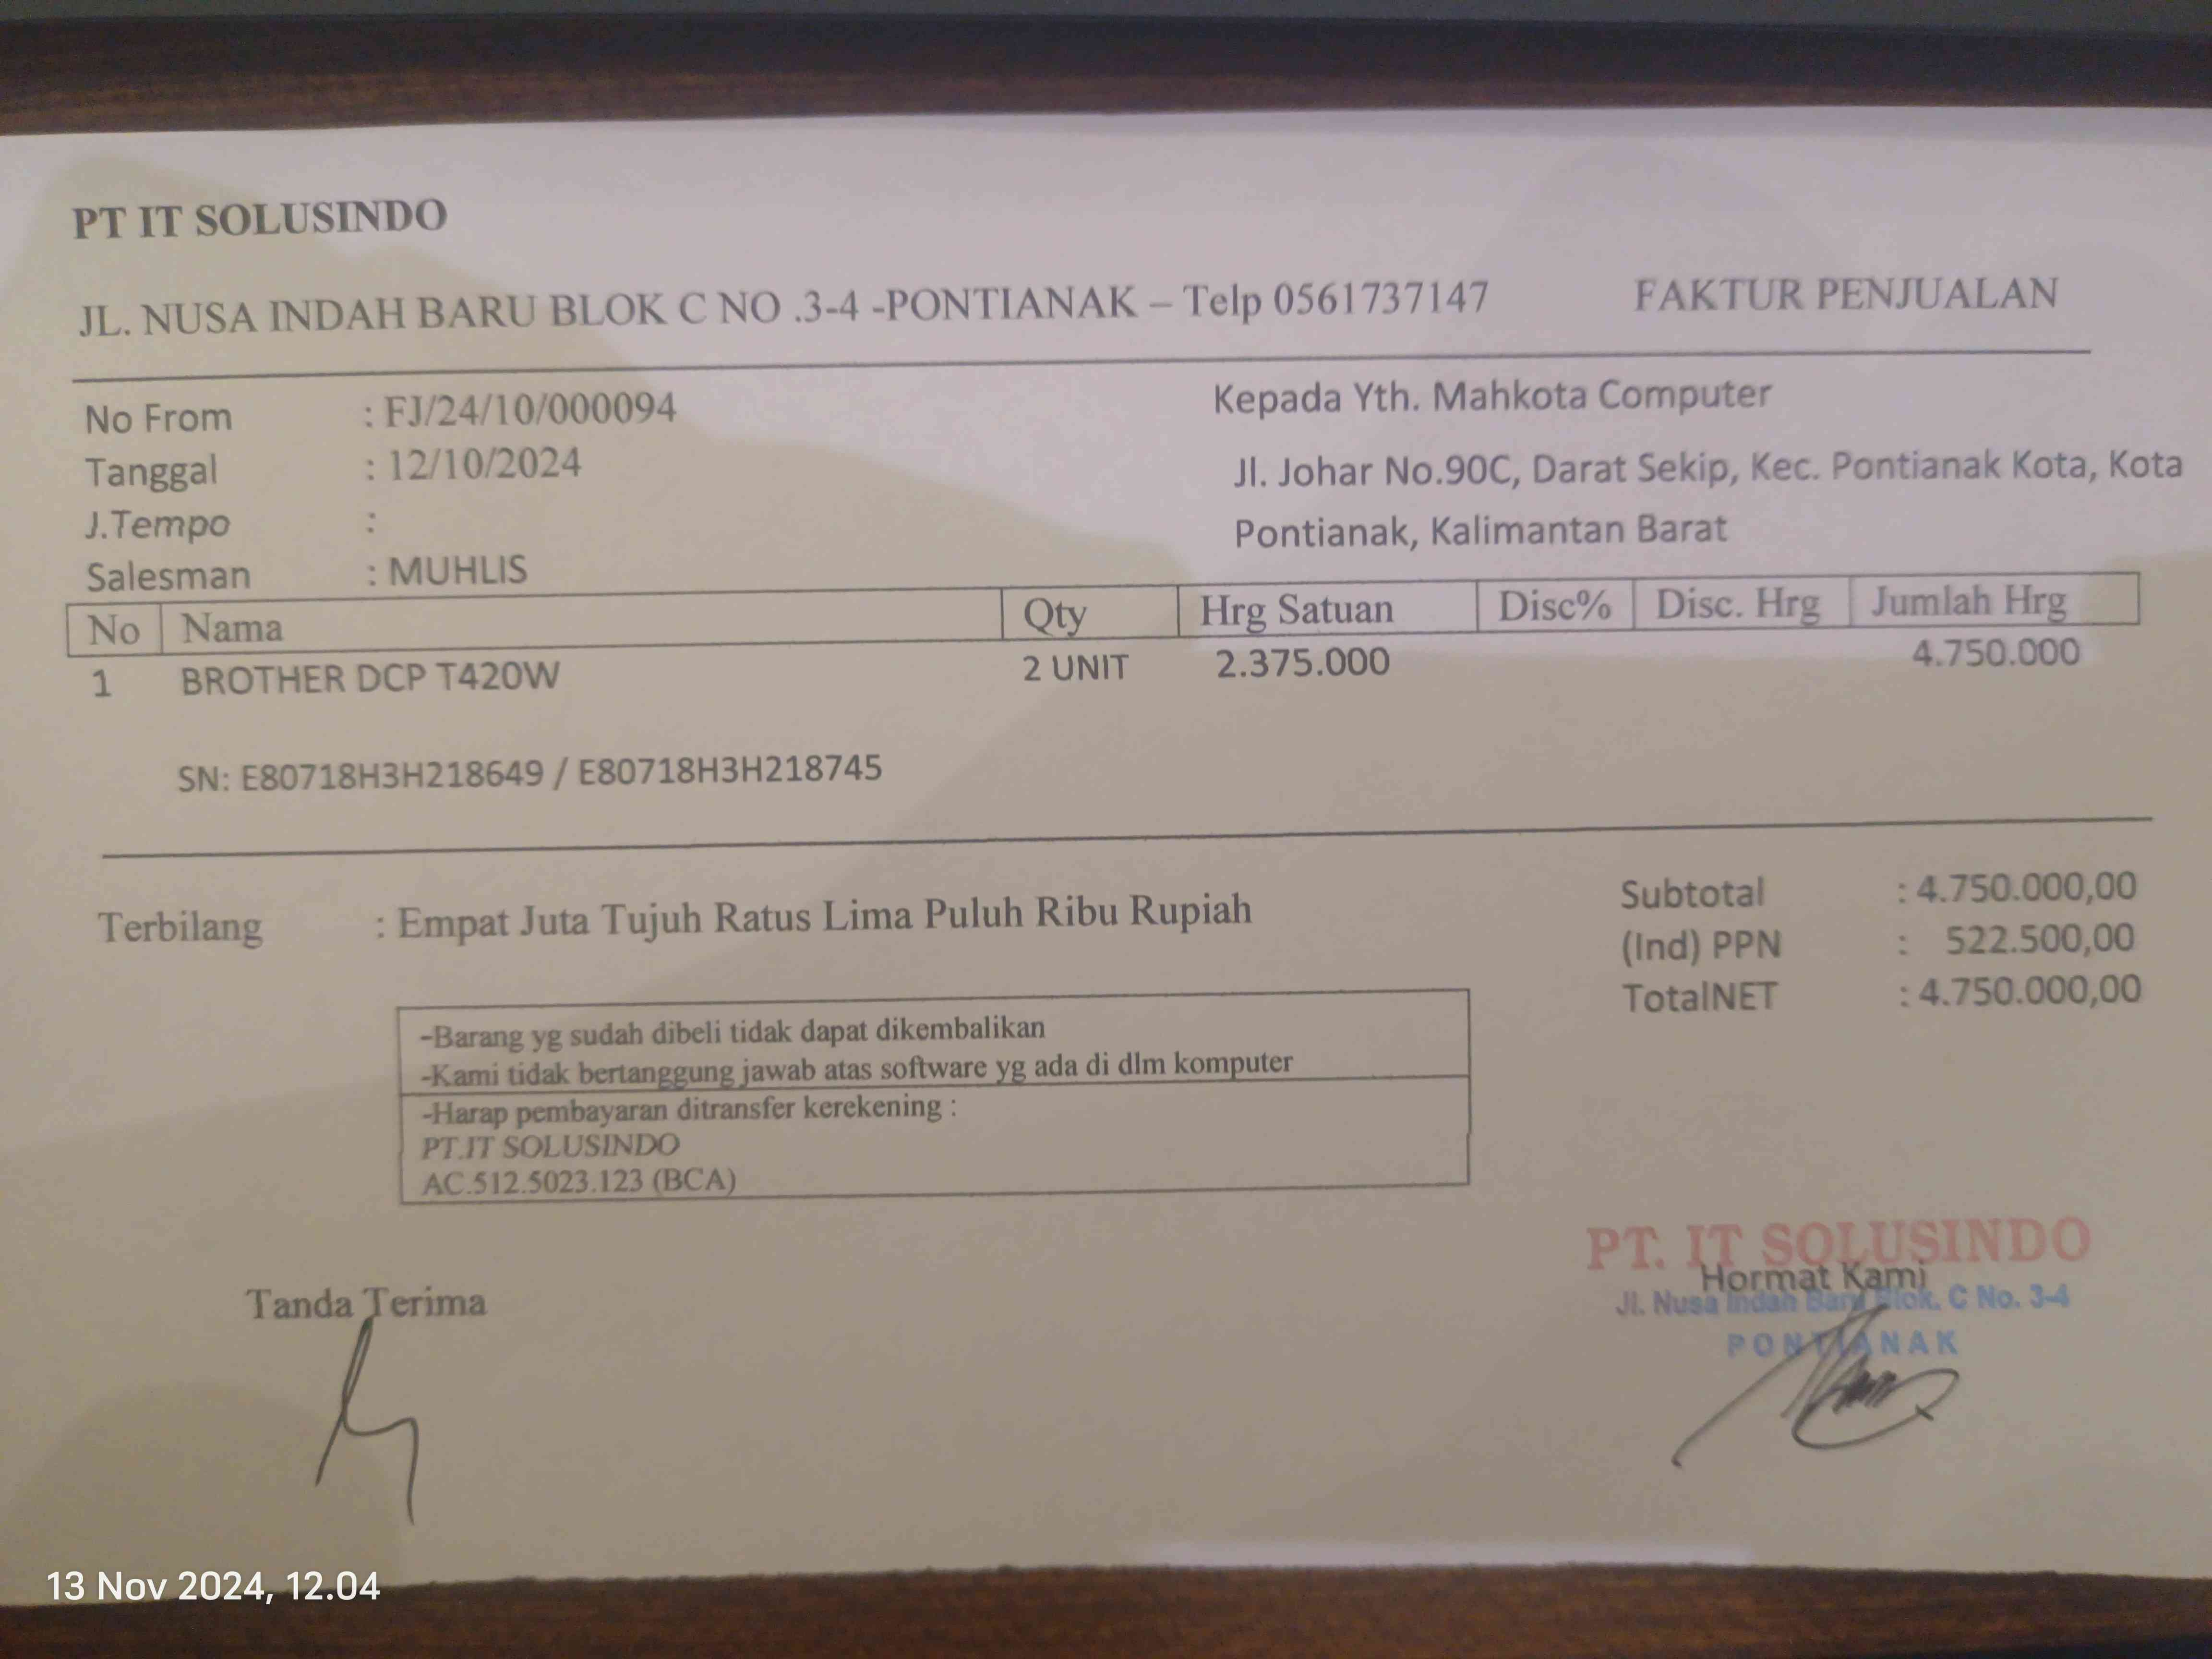 PT IT SOLUSINDO
JL. NUSA INDAH BARU BLOK C NO .3-4 -PONTIANAK – Telp 0561737147 FAKTUR PENJUALAN
No From : FJ/24/10/000094
Tanggal : 12/10/2024
J.Tempo :
Salesman : MUHLIS
Kepada Yth. Mahkota Computer
Jl. Johar No.90C, Darat Sekip, Kec. Pontianak Kota, Kota
Pontianak, Kalimantan Barat
No Nama Qty Hrg Satuan Disc% Disc. Hrg Jumlah Hrg
1 BROTHER DCP T420W 2 UNIT 2.375.000 4.750.000
SN: E80718H3H218649 / E80718H3H218745
Terbilang : Empat Juta Tujuh Ratus Lima Puluh Ribu Rupiah
Subtotal : 4.750.000,00
(Ind) PPN : 522.500,00
TotalNET : 4.750.000,00
-Barang yg sudah dibeli tidak dapat dikembalikan
-Kami tidak bertanggung jawab atas software yg ada di dlm komputer
-Harap pembayaran ditransfer kerekening :
PT.IT SOLUSINDO
AC.512.5023.123 (BCA)
Tanda Terima
PT. IT SOLUSINDO
Hormat Kami
Jl. Nusa Indah Baru Blok. C No. 3-4
PONTIANAK
13 Nov 2024, 12.04